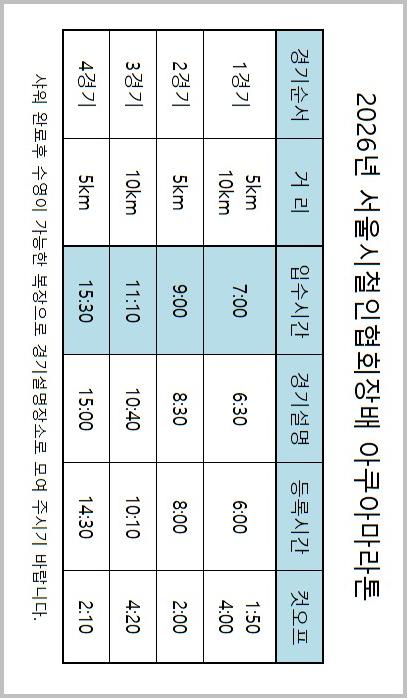 2026년 서울시철인협회장배 아쿠아마라톤
경기순서 거 리 입수시간 경기설명 등록시간 컷오프
1경기 5km 7:00 6:30 6:00 1:50
10km 4:00
2경기 5km 9:00 8:30 8:00 2:00
3경기 10km 11:10 10:40 10:10 4:20
4경기 5km 15:30 15:00 14:30 2:10
샤워 완료후 수영이 가능한 복장으로 경기설명장소로 모여 주시기 바랍니다.